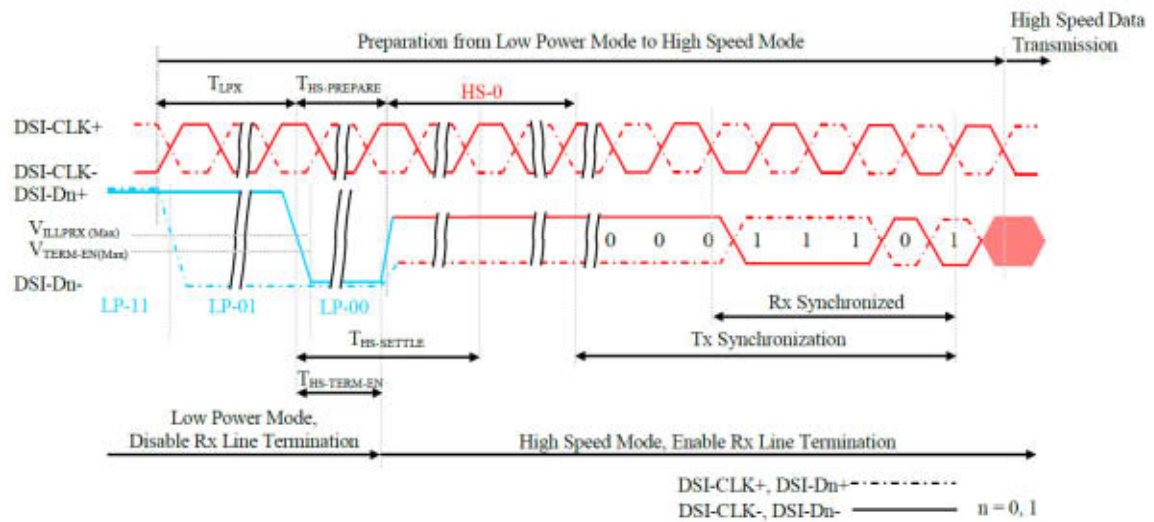 High Speed Data
Transmission
Preparation from Low Power Mode to High Speed Mode
TLPX
THS-PREPARE
HS-0
DSI-CLK+
DSI-CLK-
DSI-Dn+
VILLPRX (Max)
VTERM-EN(Max)
DSI-Dn-
0 0 0 1 1 1 0 1
LP-11 LP-01 LP-00
Rx Synchronized
THS-SETTLE
Tx Synchronization
THS-TERM-EN
Low Power Mode,
Disable Rx Line Termination
High Speed Mode, Enable Rx Line Termination
DSI-CLK+, DSI-Dn+
DSI-CLK-, DSI-Dn- n = 0, 1